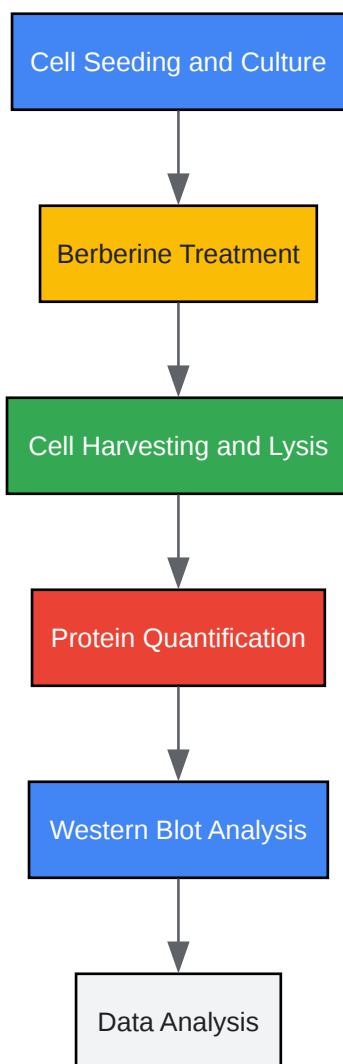 Cell Seeding and Culture
Berberine Treatment
Cell Harvesting and Lysis
Protein Quantification
Western Blot Analysis
Data Analysis